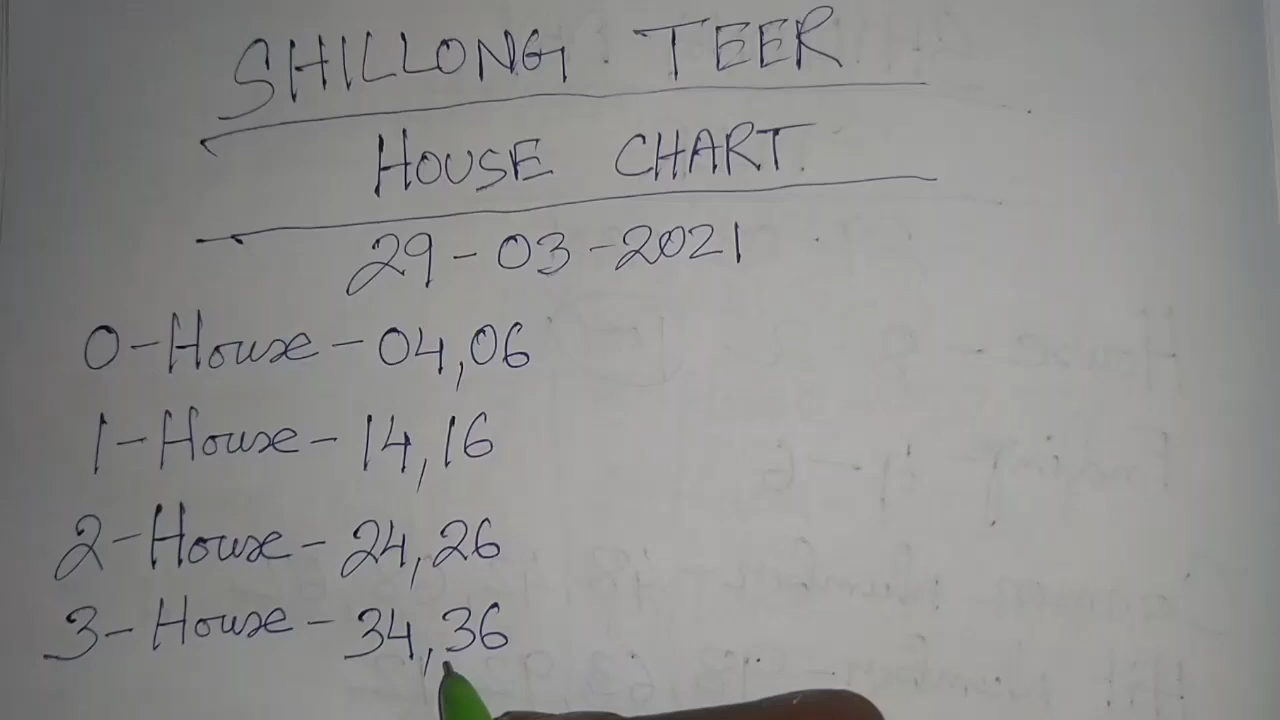 SHILLONG TEER
HOUSE CHART
29-03-2021
0-House-04,06
1-House-14,16
2-House-24,26
3-House-34,36